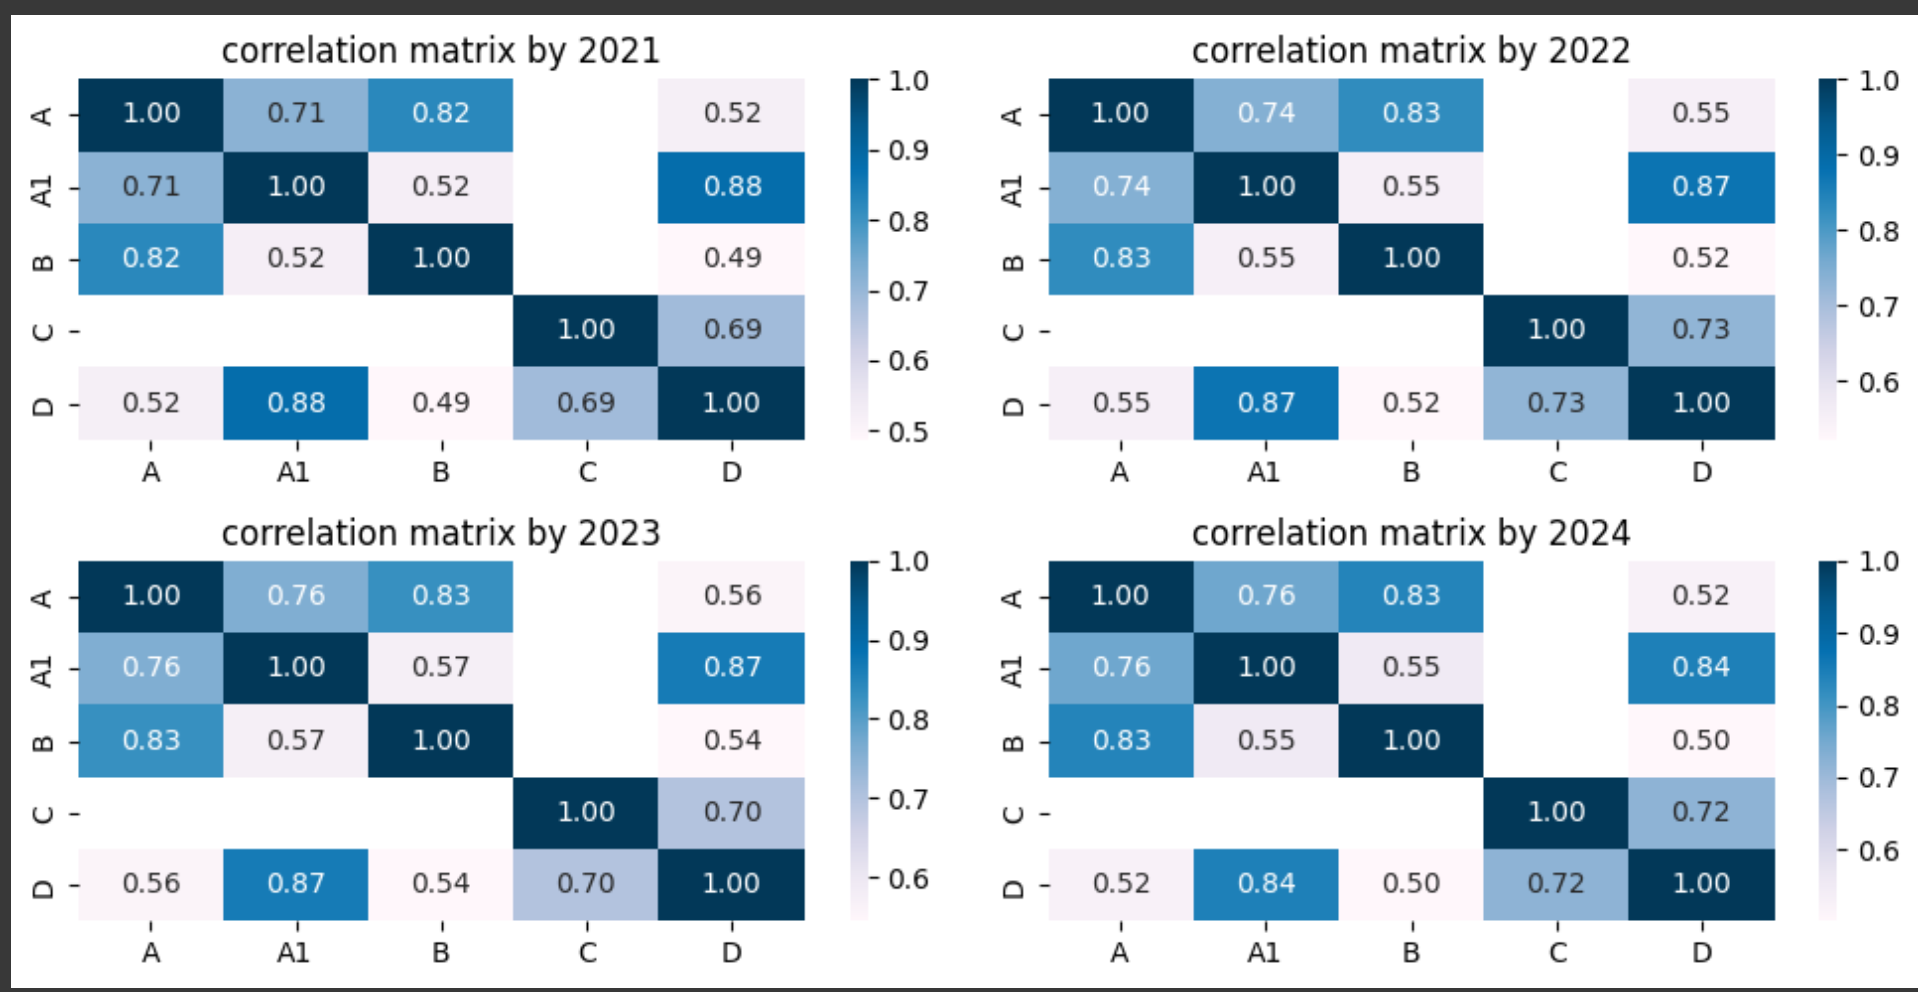 correlation matrix by 2021
A 1.00 0.71 0.82 0.52
A1 0.71 1.00 0.52 0.88
B 0.82 0.52 1.00 0.49
C 1.00 0.69
D 0.52 0.88 0.49 0.69 1.00
A A1 B C D
1.0
0.9
0.8
0.7
0.6
0.5
correlation matrix by 2022
A 1.00 0.74 0.83 0.55
A1 0.74 1.00 0.55 0.87
B 0.83 0.55 1.00 0.52
C 1.00 0.73
D 0.55 0.87 0.52 0.73 1.00
A A1 B C D
1.0
0.9
0.8
0.7
0.6
correlation matrix by 2023
A 1.00 0.76 0.83 0.56
A1 0.76 1.00 0.57 0.87
B 0.83 0.57 1.00 0.54
C 1.00 0.70
D 0.56 0.87 0.54 0.70 1.00
A A1 B C D
1.0
0.9
0.8
0.7
0.6
correlation matrix by 2024
A 1.00 0.76 0.83 0.52
A1 0.76 1.00 0.55 0.84
B 0.83 0.55 1.00 0.50
C 1.00 0.72
D 0.52 0.84 0.50 0.72 1.00
A A1 B C D
1.0
0.9
0.8
0.7
0.6